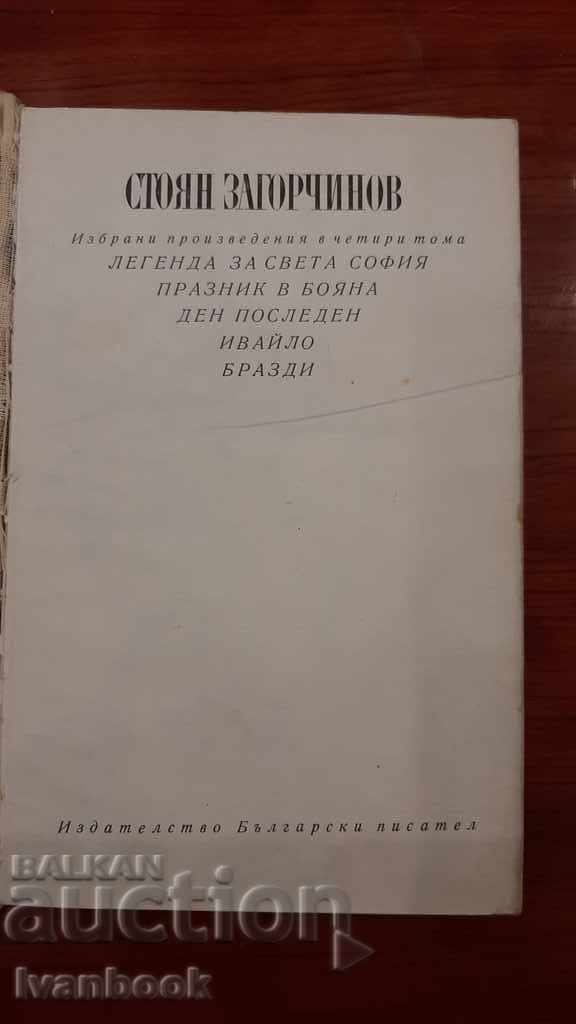 СТОЯН ЗАГОРЧИНОВ
Избрани произведения в четири тома
ЛЕГЕНДА ЗА СВЕТА СОФИЯ
ПРАЗНИК В БОЯНА
ДЕН ПОСЛЕДЕН
ИВАЙЛО
БРАЗДИ
Издателство Български писател
BALKAN
auction
Ivanbook